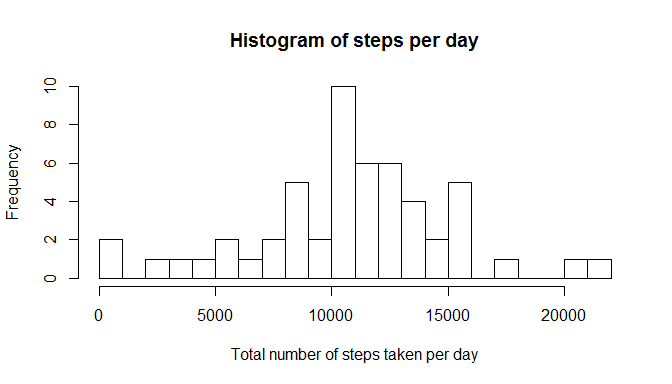 Histogram of steps per day
Frequency
10
8
6
4
2
0
0 5000 10000 15000 20000
Total number of steps taken per day